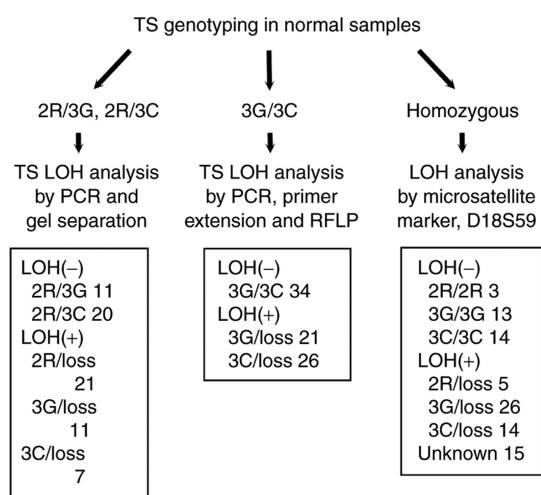 TS genotyping in normal samples
2R/3G, 2R/3C
TS LOH analysis
by PCR and
gel separation
LOH(−)
2R/3G 11
2R/3C 20
LOH(+)
2R/loss
21
3G/loss
11
3C/loss
7
3G/3C
TS LOH analysis
by PCR, primer
extension and RFLP
LOH(−)
3G/3C 34
LOH(+)
3G/loss 21
3C/loss 26
Homozygous
LOH analysis
by microsatellite
marker, D18S59
LOH(−)
2R/2R 3
3G/3G 13
3C/3C 14
LOH(+)
2R/loss 5
3G/loss 26
3C/loss 14
Unknown 15